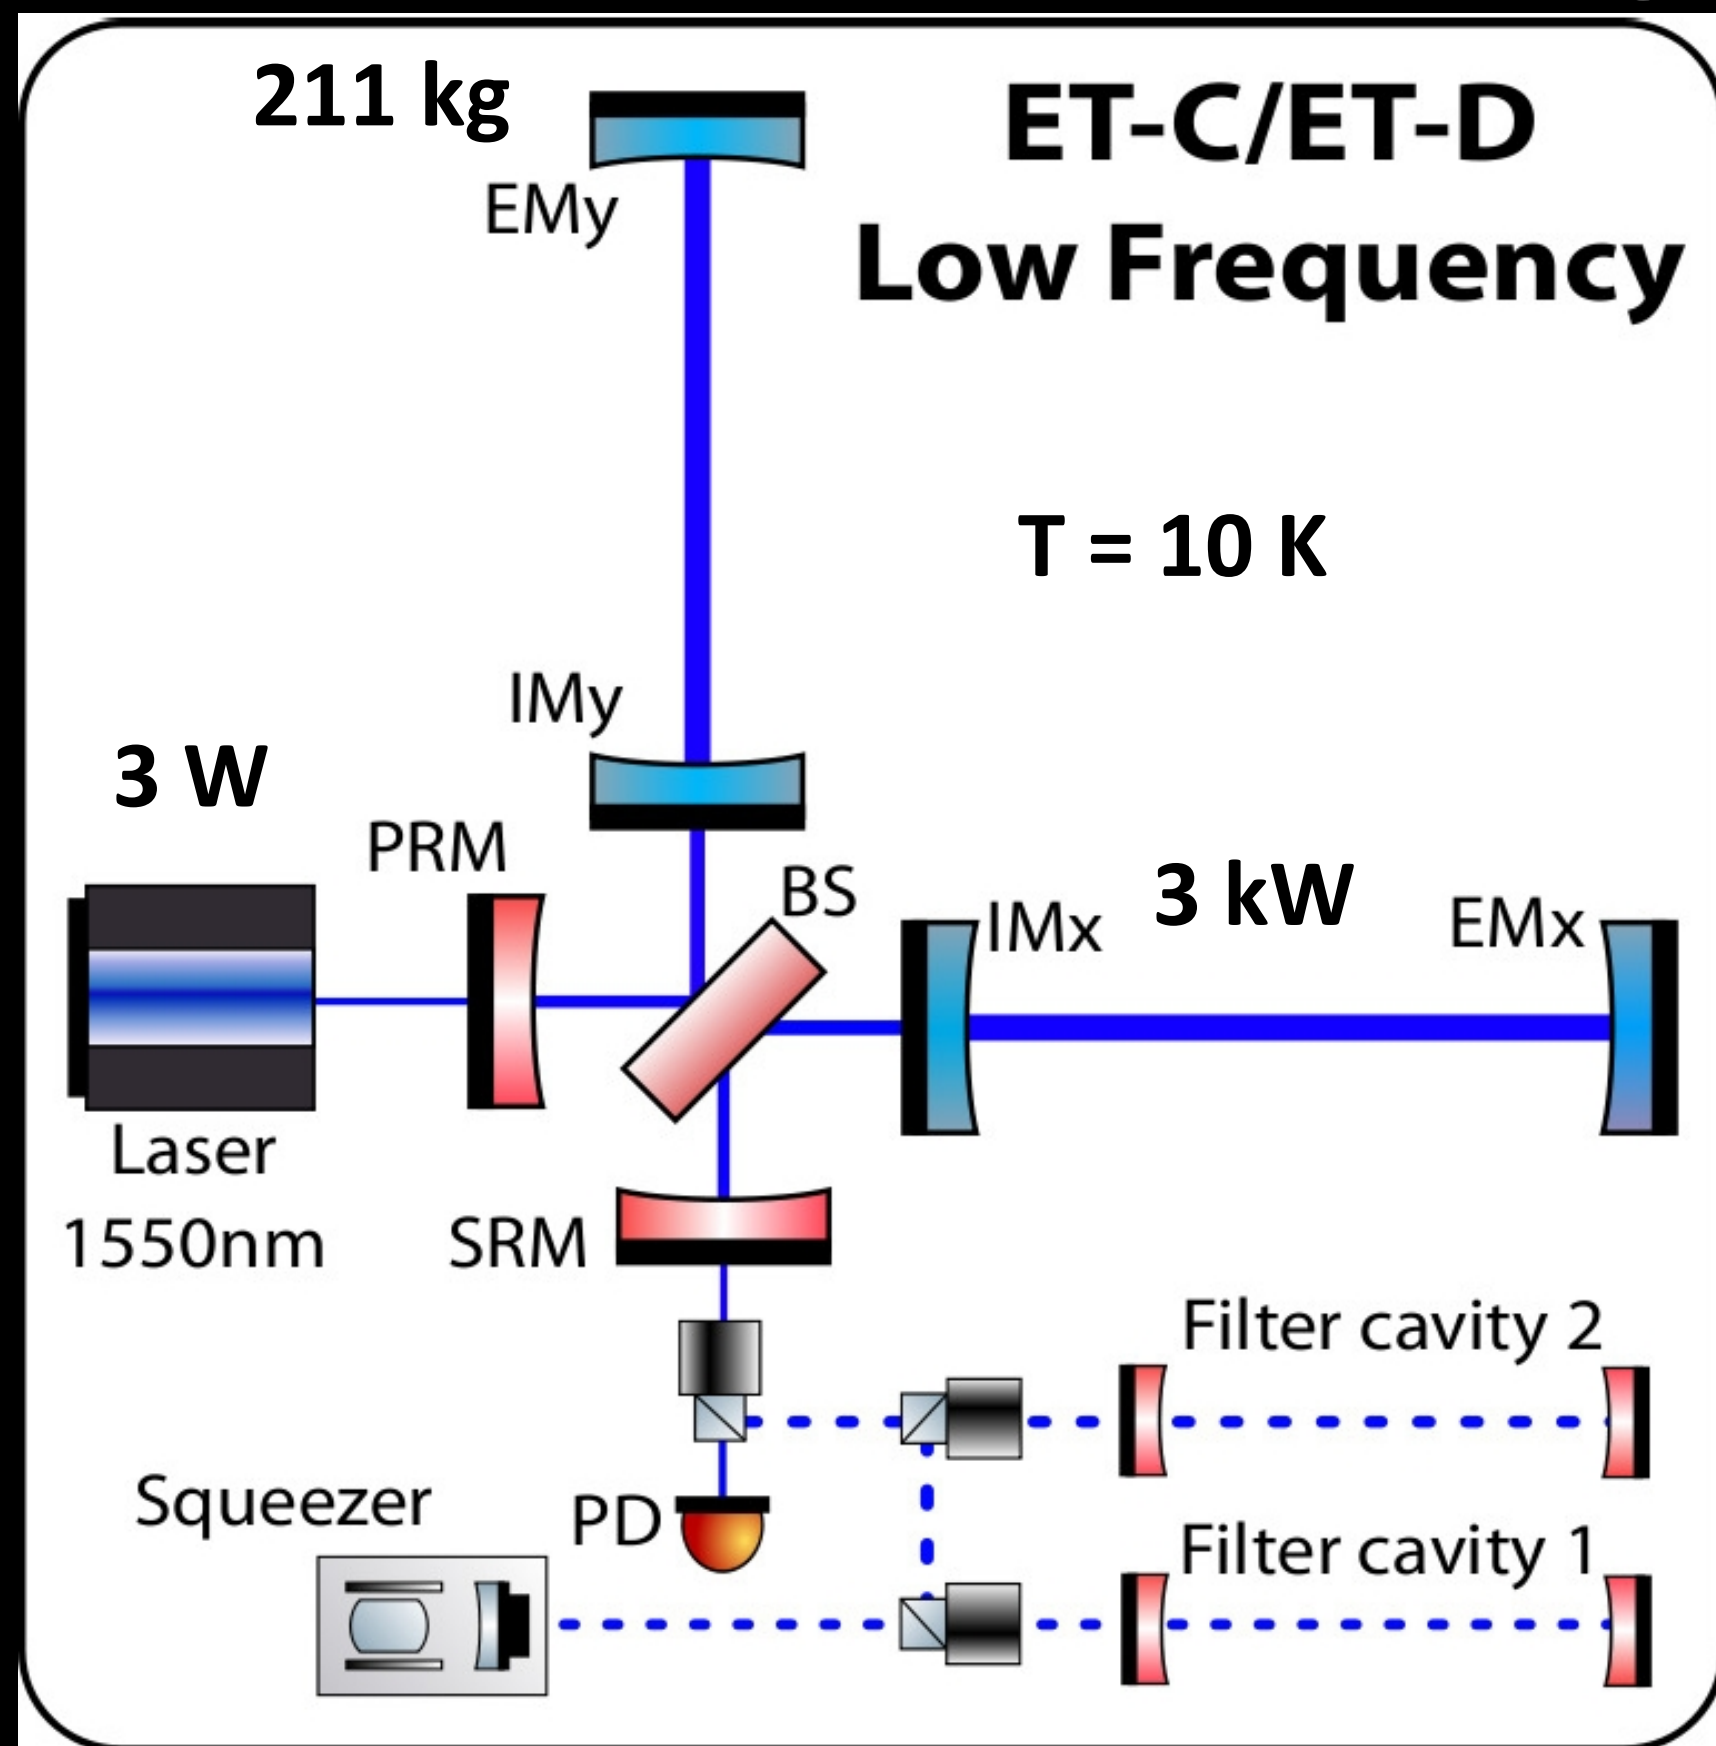 211 kg
ET-C/ET-D
Low Frequency
EMy
T = 10 K
IMy
3 W
PRM
BS
3 kW
IMx
EMx
Laser
1550nm
SRM
Filter cavity 2
Squeezer
PD
Filter cavity 1